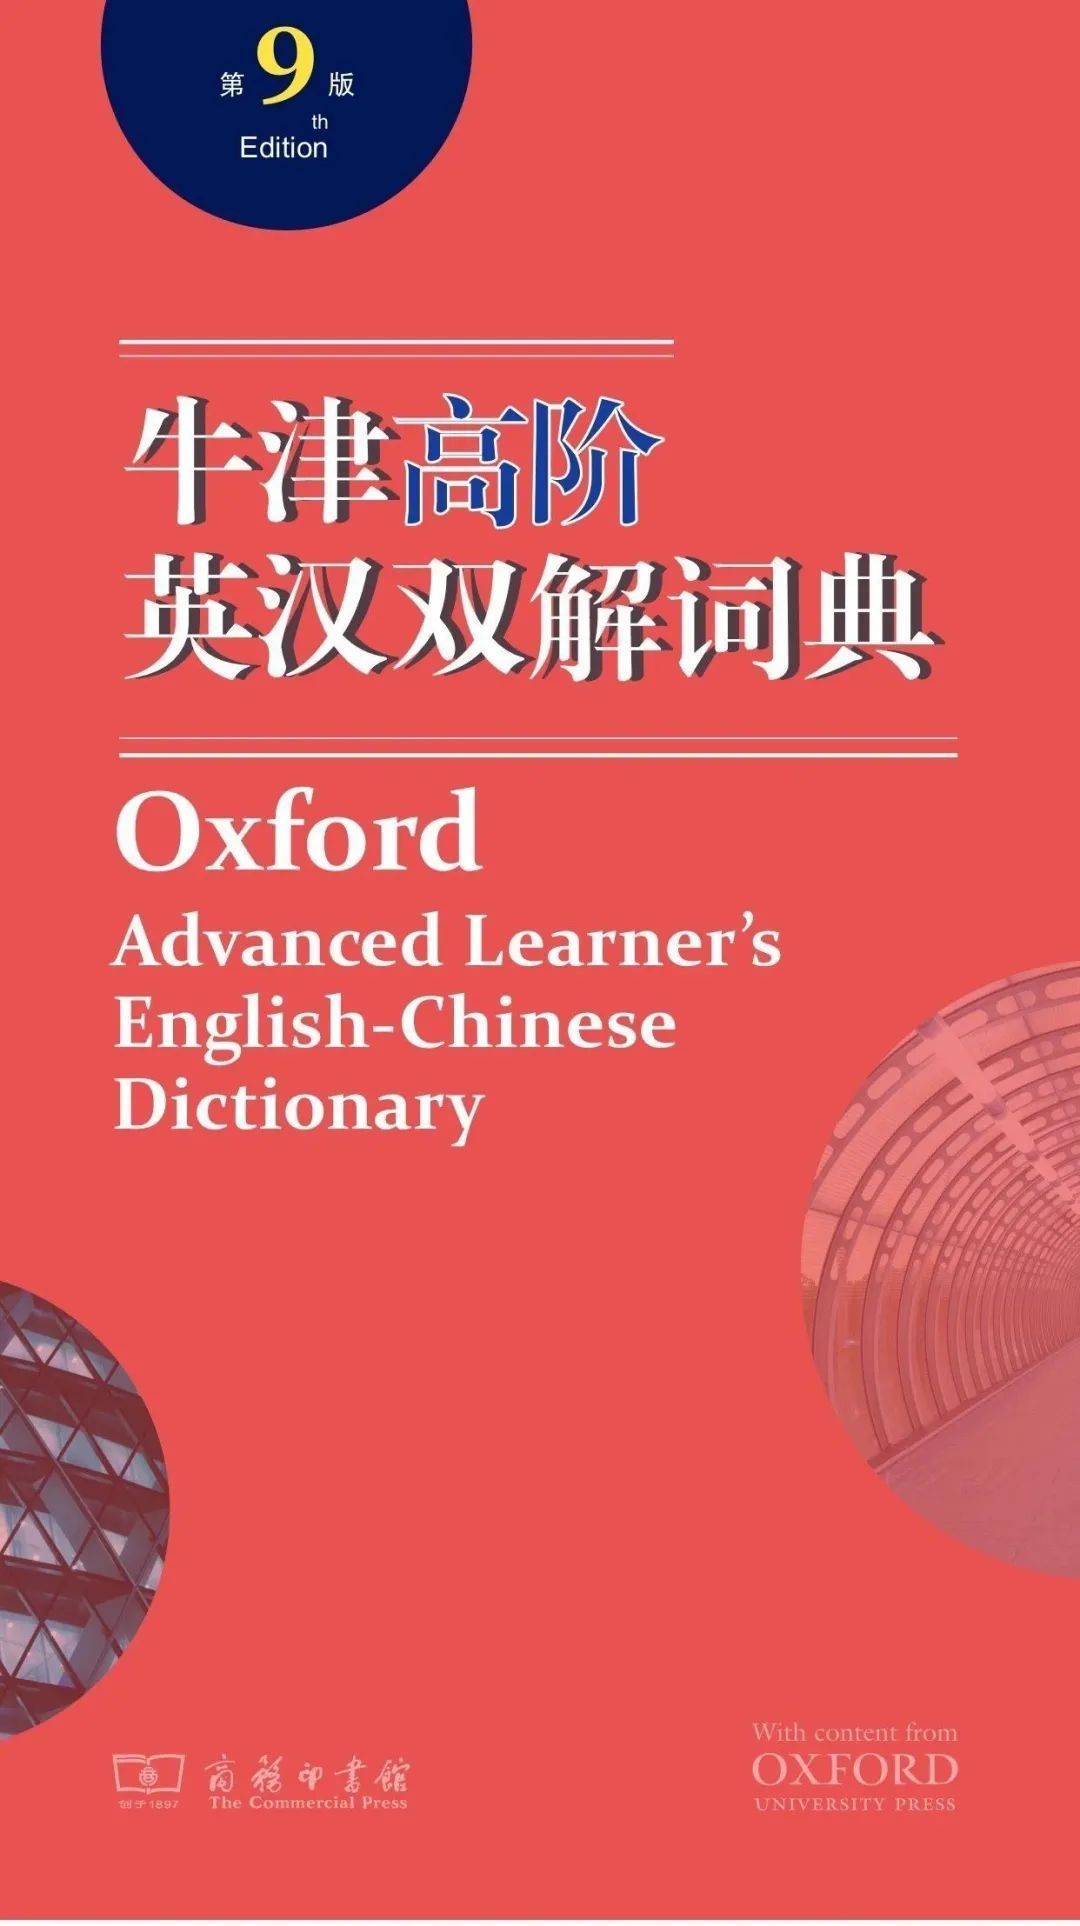 第9版
th
Edition
牛津高阶
英汉双解词典
Oxford
Advanced Learner’s
English-Chinese
Dictionary
With content from
OXFORD
UNIVERSITY PRESS
商務印書館
创于1897
The Commercial Press